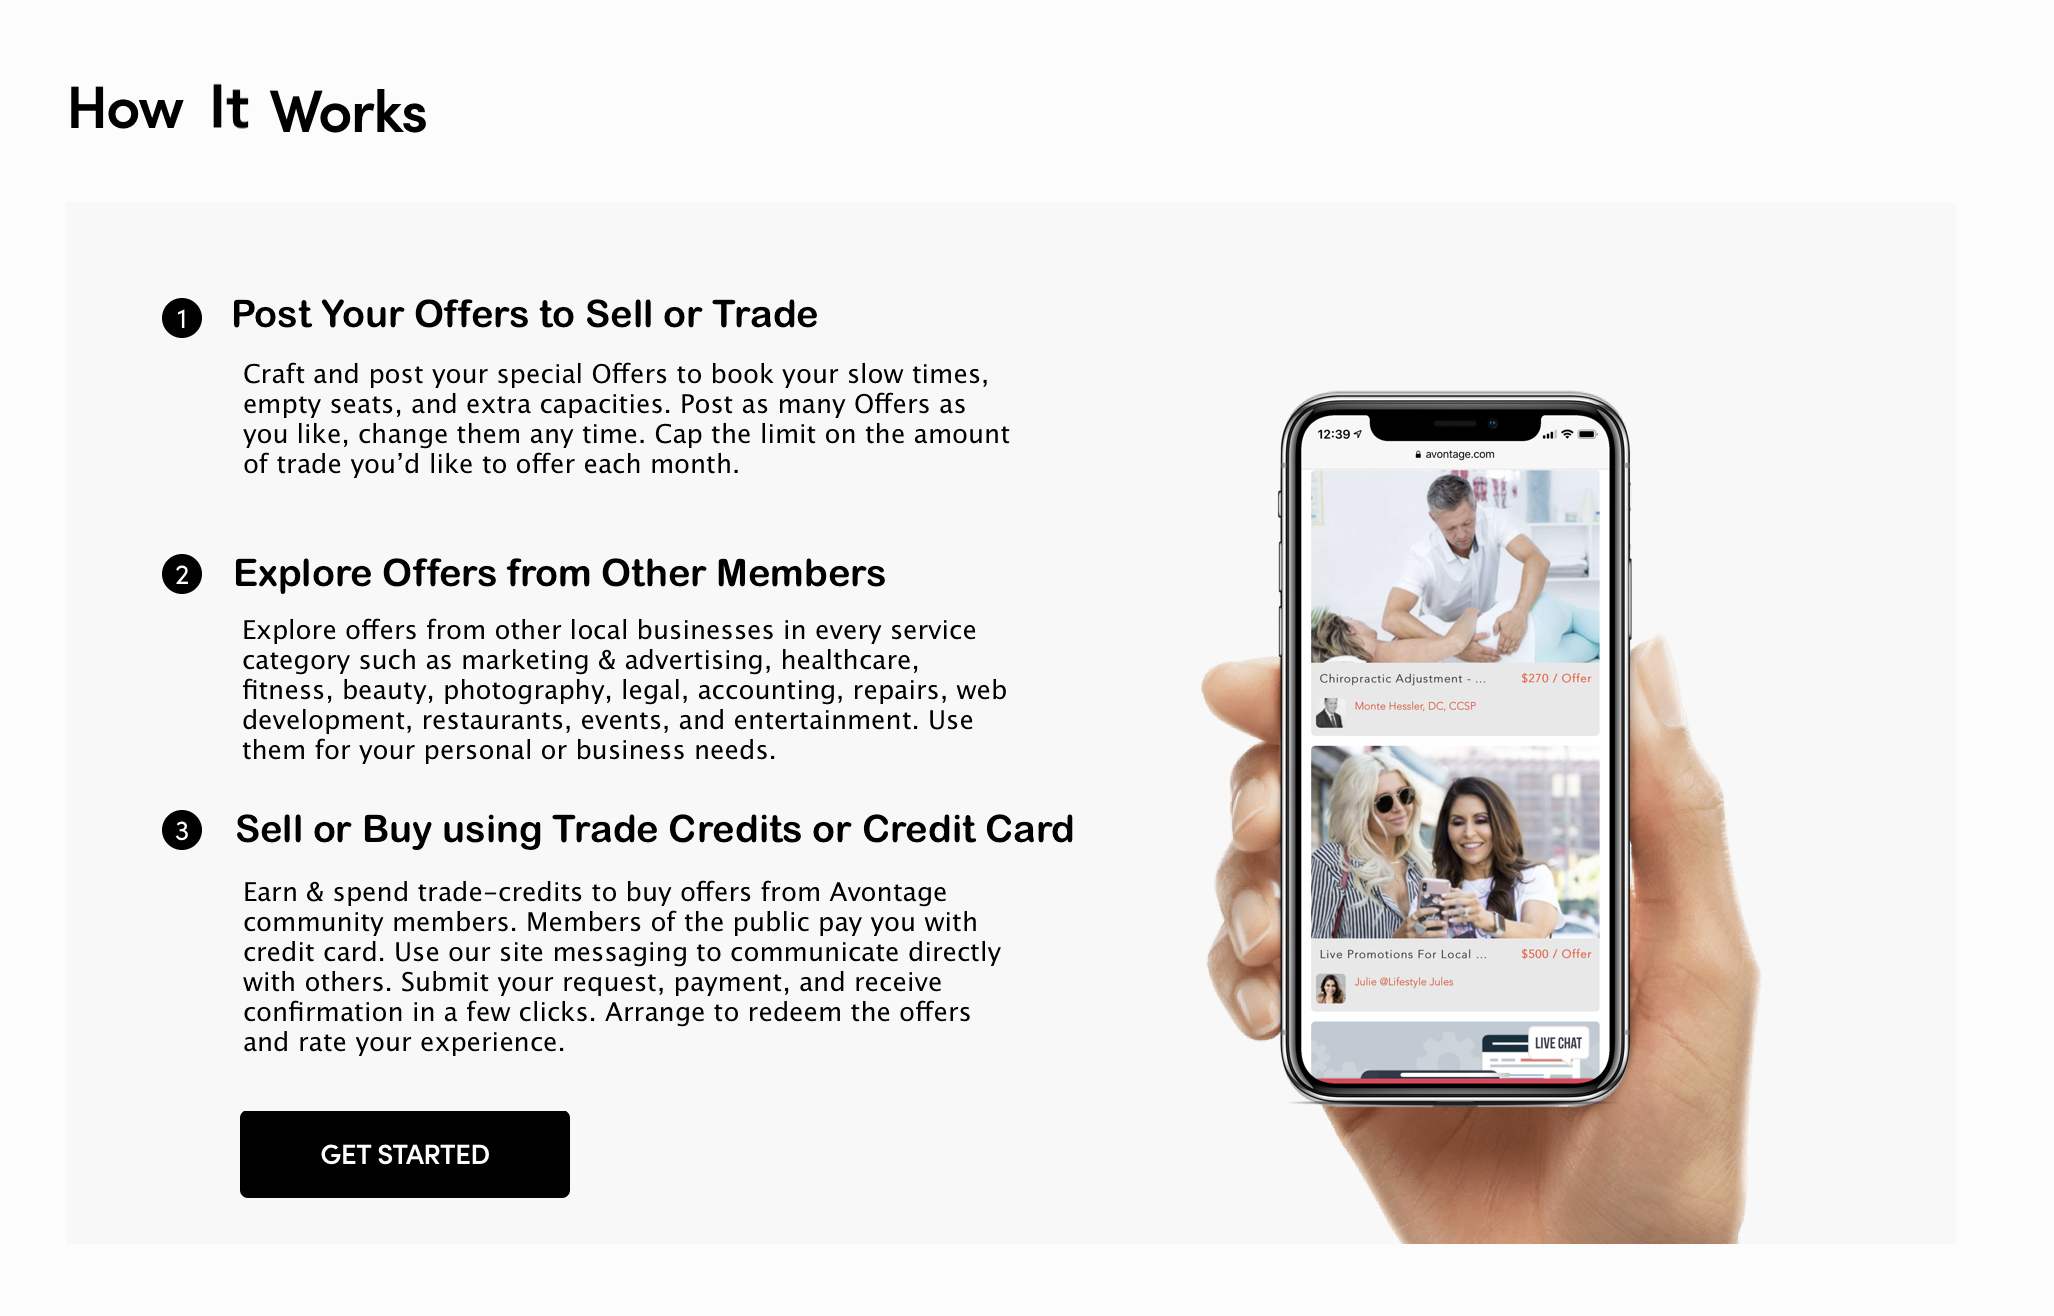 How It Works
1 Post Your Offers to Sell or Trade
Craft and post your special Offers to book your slow times,
empty seats, and extra capacities. Post as many Offers as
you like, change them any time. Cap the limit on the amount
of trade you’d like to offer each month.
2 Explore Offers from Other Members
Explore offers from other local businesses in every service
category such as marketing & advertising, healthcare,
fitness, beauty, photography, legal, accounting, repairs, web
development, restaurants, events, and entertainment. Use
them for your personal or business needs.
3 Sell or Buy using Trade Credits or Credit Card
Earn & spend trade-credits to buy offers from Avontage
community members. Members of the public pay you with
credit card. Use our site messaging to communicate directly
with others. Submit your request, payment, and receive
confirmation in a few clicks. Arrange to redeem the offers
and rate your experience.
GET STARTED
12:39
avontage.com
Chiropractic Adjustment - ... $270 / Offer
Monte Hessler, DC, CCSP
Live Promotions For Local ... $500 / Offer
Julie @Lifestyle Jules
LIVE CHAT